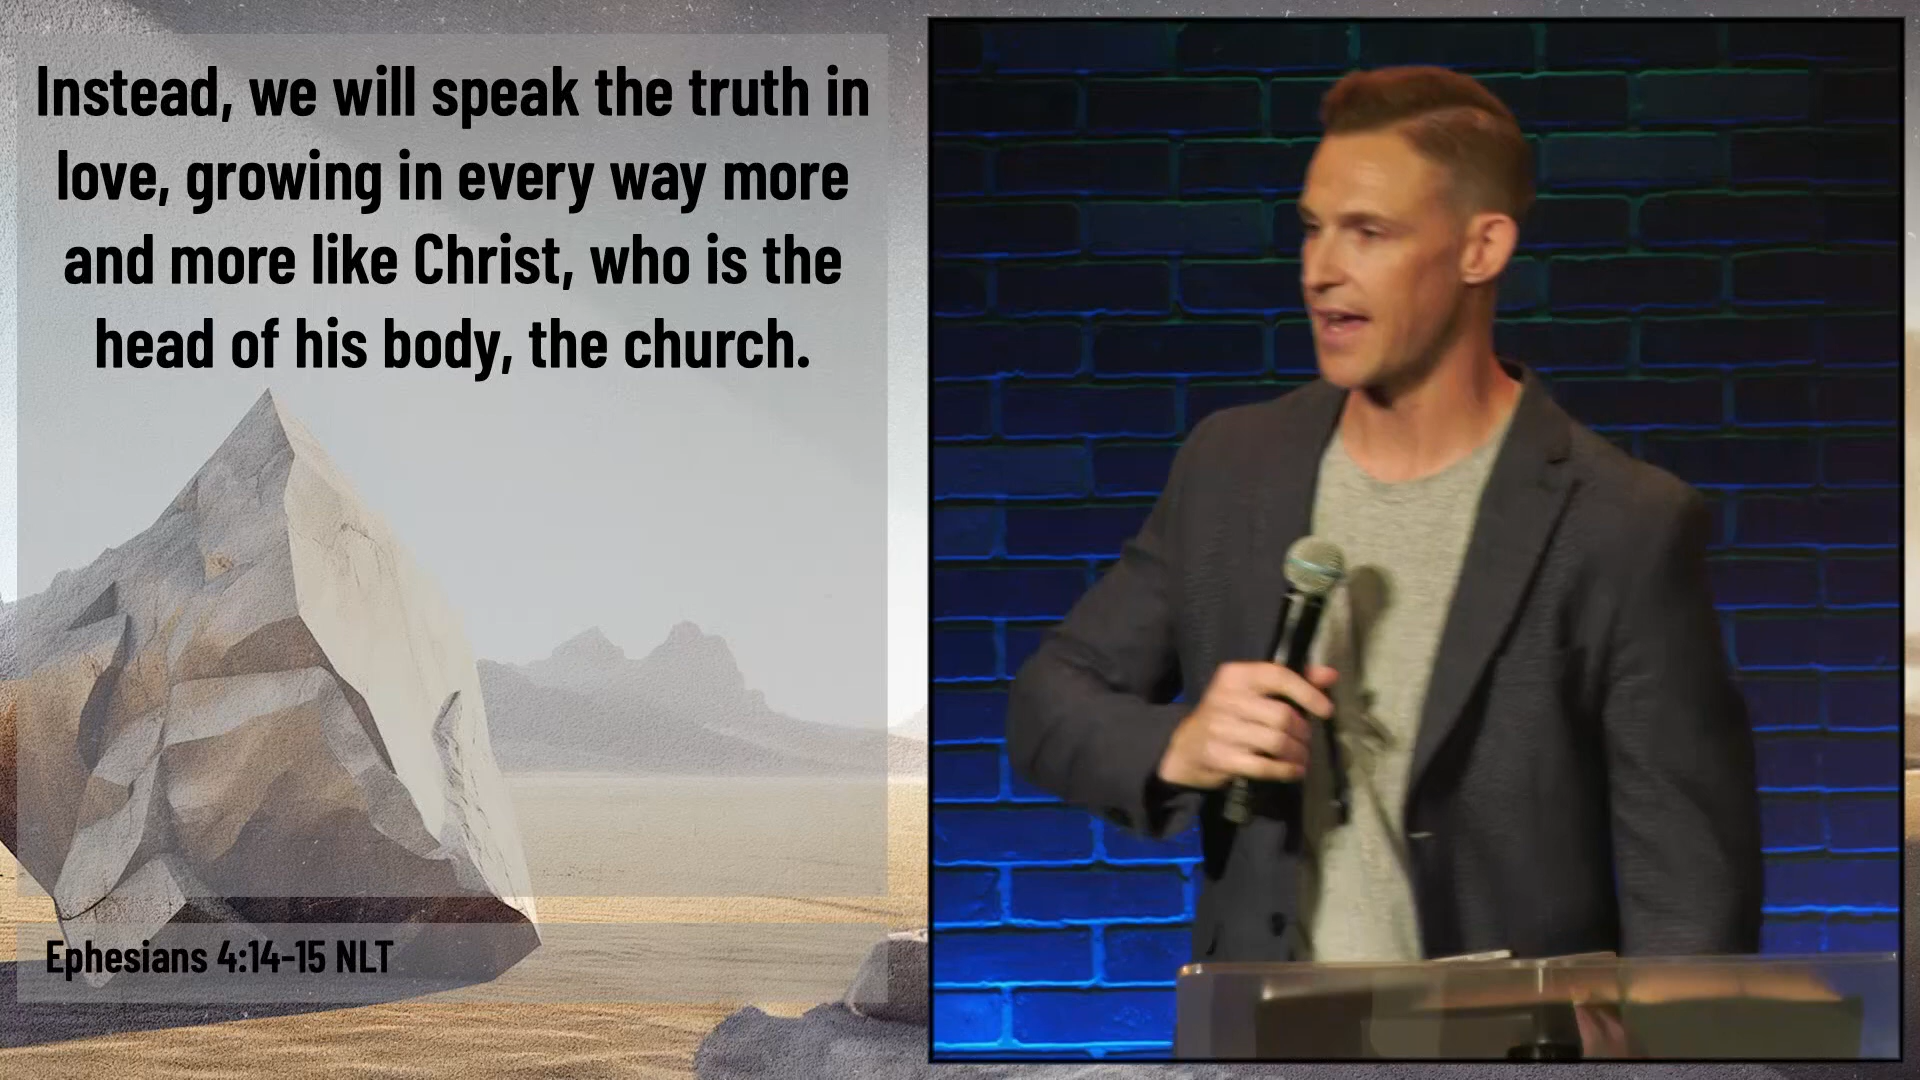 Instead, we will speak the truth in
love, growing in every way more
and more like Christ, who is the
head of his body, the church.
Ephesians 4:14-15 NLT